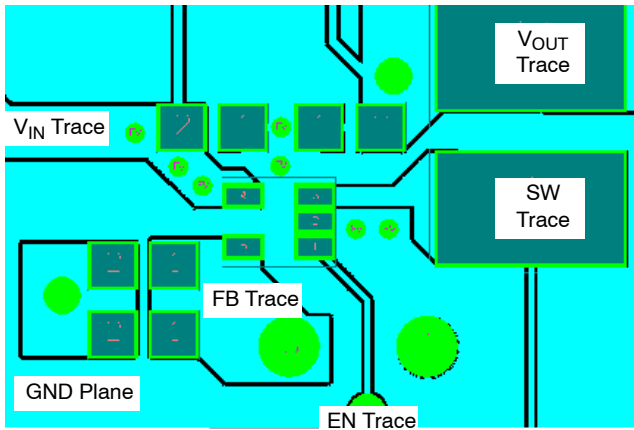 VOUT
Trace
VIN Trace
SW
Trace
FB Trace
GND Plane
EN Trace